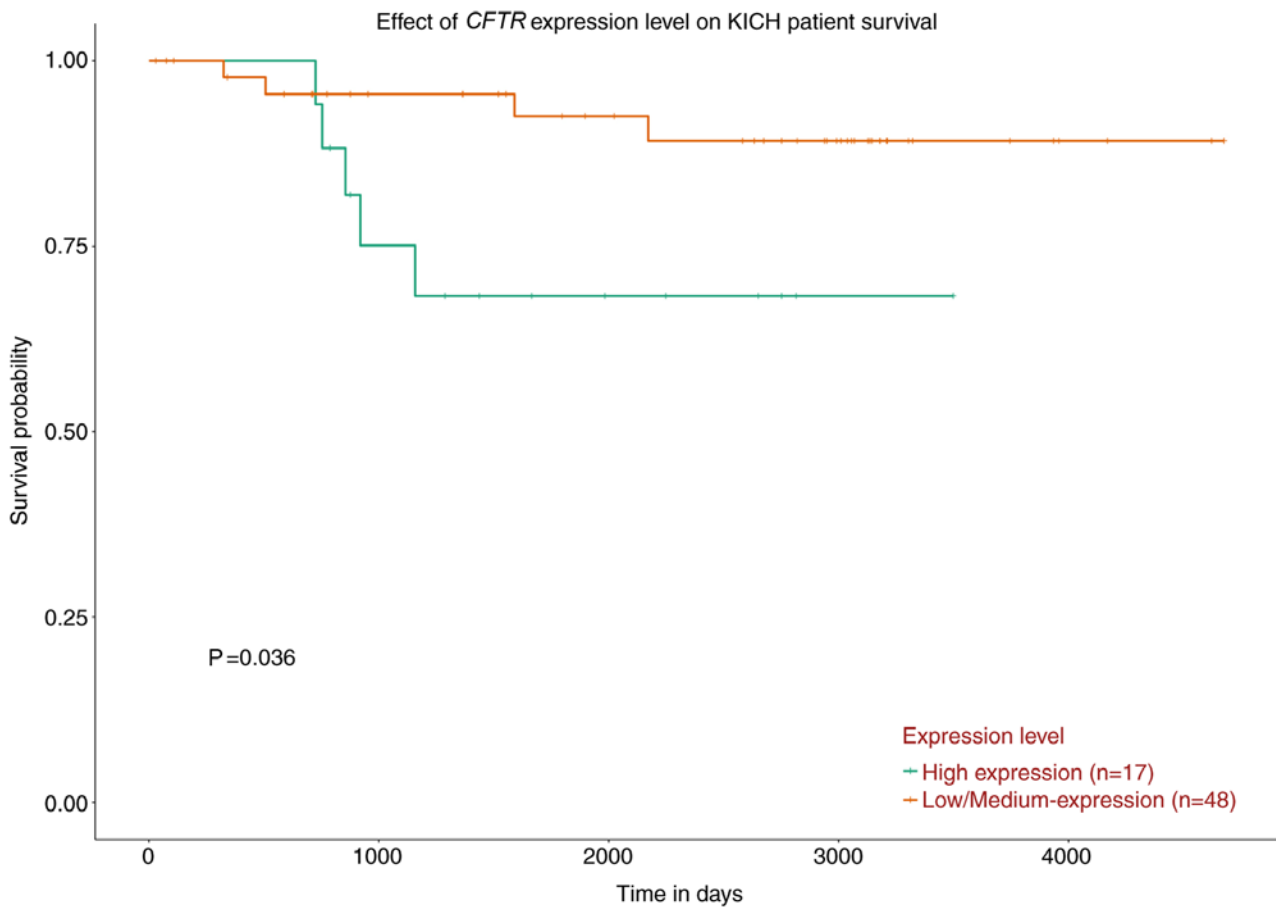 Effect of CFTR expression level on KICH patient survival
1.00
0.75
0.50
0.25
0.00
Survival probability
P=0.036
Expression level
High expression (n=17)
Low/Medium-expression (n=48)
0 1000 2000 3000 4000
Time in days